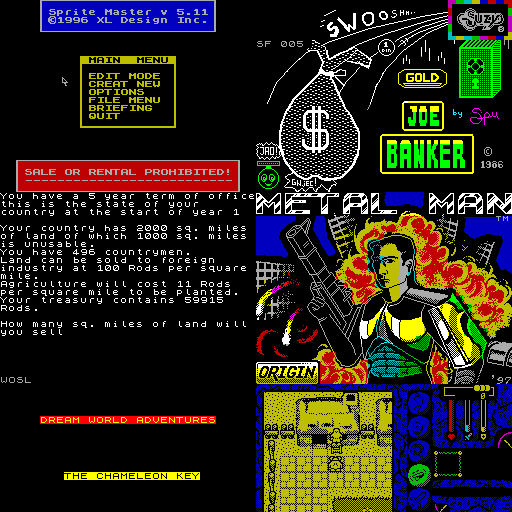 Sprite Master v 5.11
©1996 XL Design Inc.
MAIN MENU
EDIT MODE
CREAT NEW
OPTIONS
FILE MENU
BRIEFING
QUIT
SALE OR RENTAL PROHIBITED!
SWOOSHH..
SF 005
1 coin
GOLD
JOE
by Spu
BANKER
©
1986
GNJEE!
You have a 5 year term of office
this is the state of your
country at the start of year 1
Your country has 2000 sq. miles
of land of which 1000 sq. miles
is unusable.
You have 496 countrymen.
Land can be sold to foreign
industry at 100 Rods per square
mile.
Agriculture will cost 11 Rods
per square mile to be planted.
Your treasury contains 59915
Rods.
How many sq. miles of land will
you sell
WOSL
METAL MAN
TM
ORIGIN
'97
DREAM WORLD ADVENTURES
THE CHAMELEON KEY